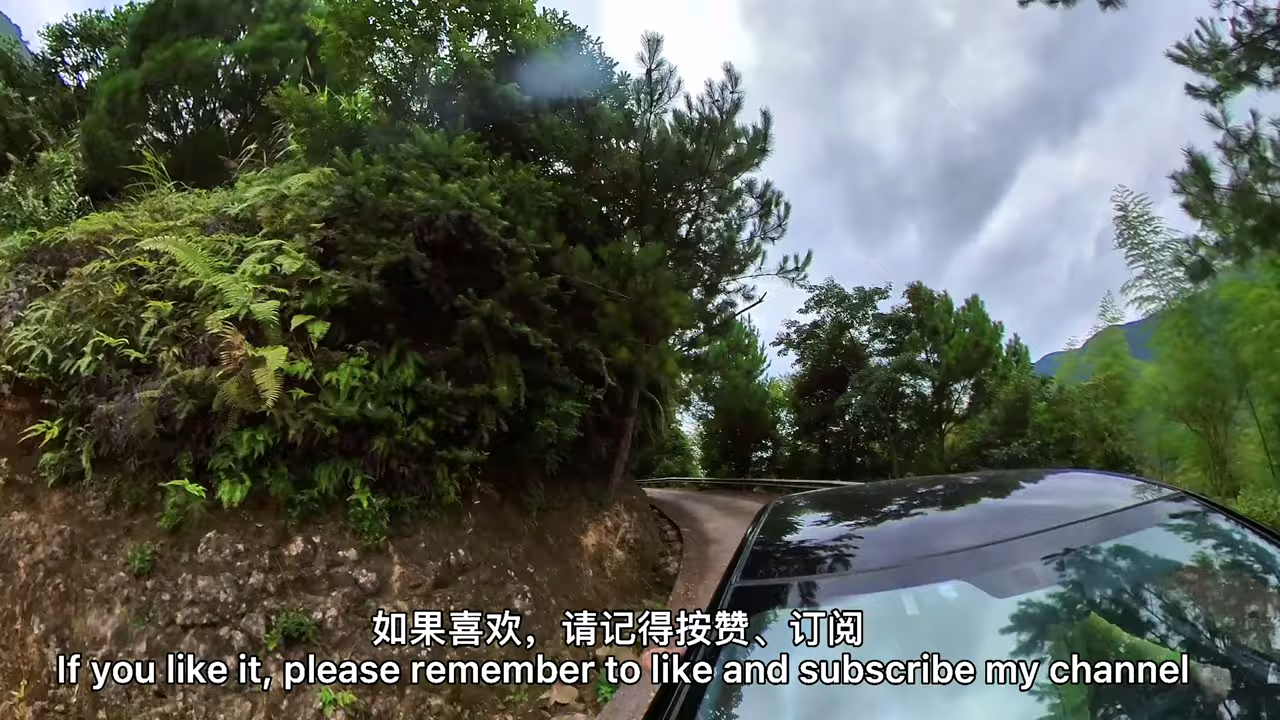 如果喜欢，请记得按赞、订阅
If you like it, please remember to like and subscribe my channel